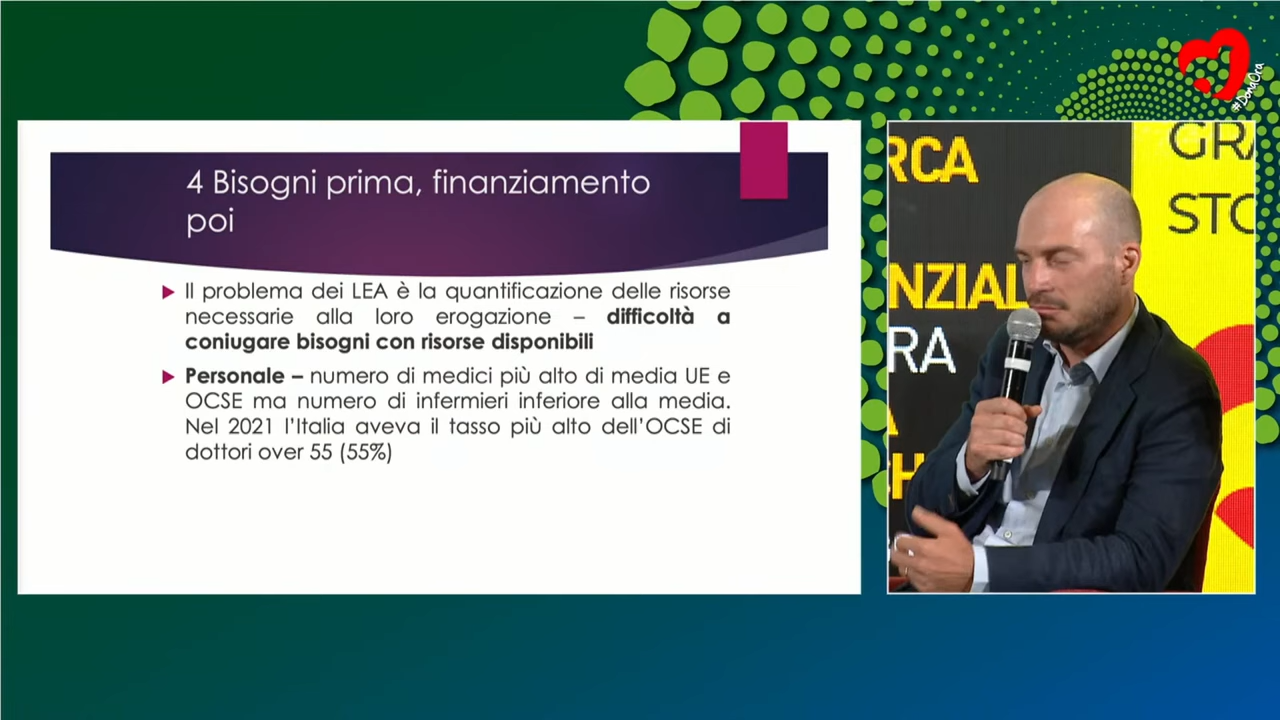 #DonaOra
4 Bisogni prima, finanziamento
poi
Il problema dei LEA è la quantificazione delle risorse
necessarie alla loro erogazione – difficoltà a
coniugare bisogni con risorse disponibili
Personale – numero di medici più alto di media UE e
OCSE ma numero di infermieri inferiore alla media.
Nel 2021 l’Italia aveva il tasso più alto dell’OCSE di
dottori over 55 (55%)
RCA
NZIAL
RA
CH
GRA
STO